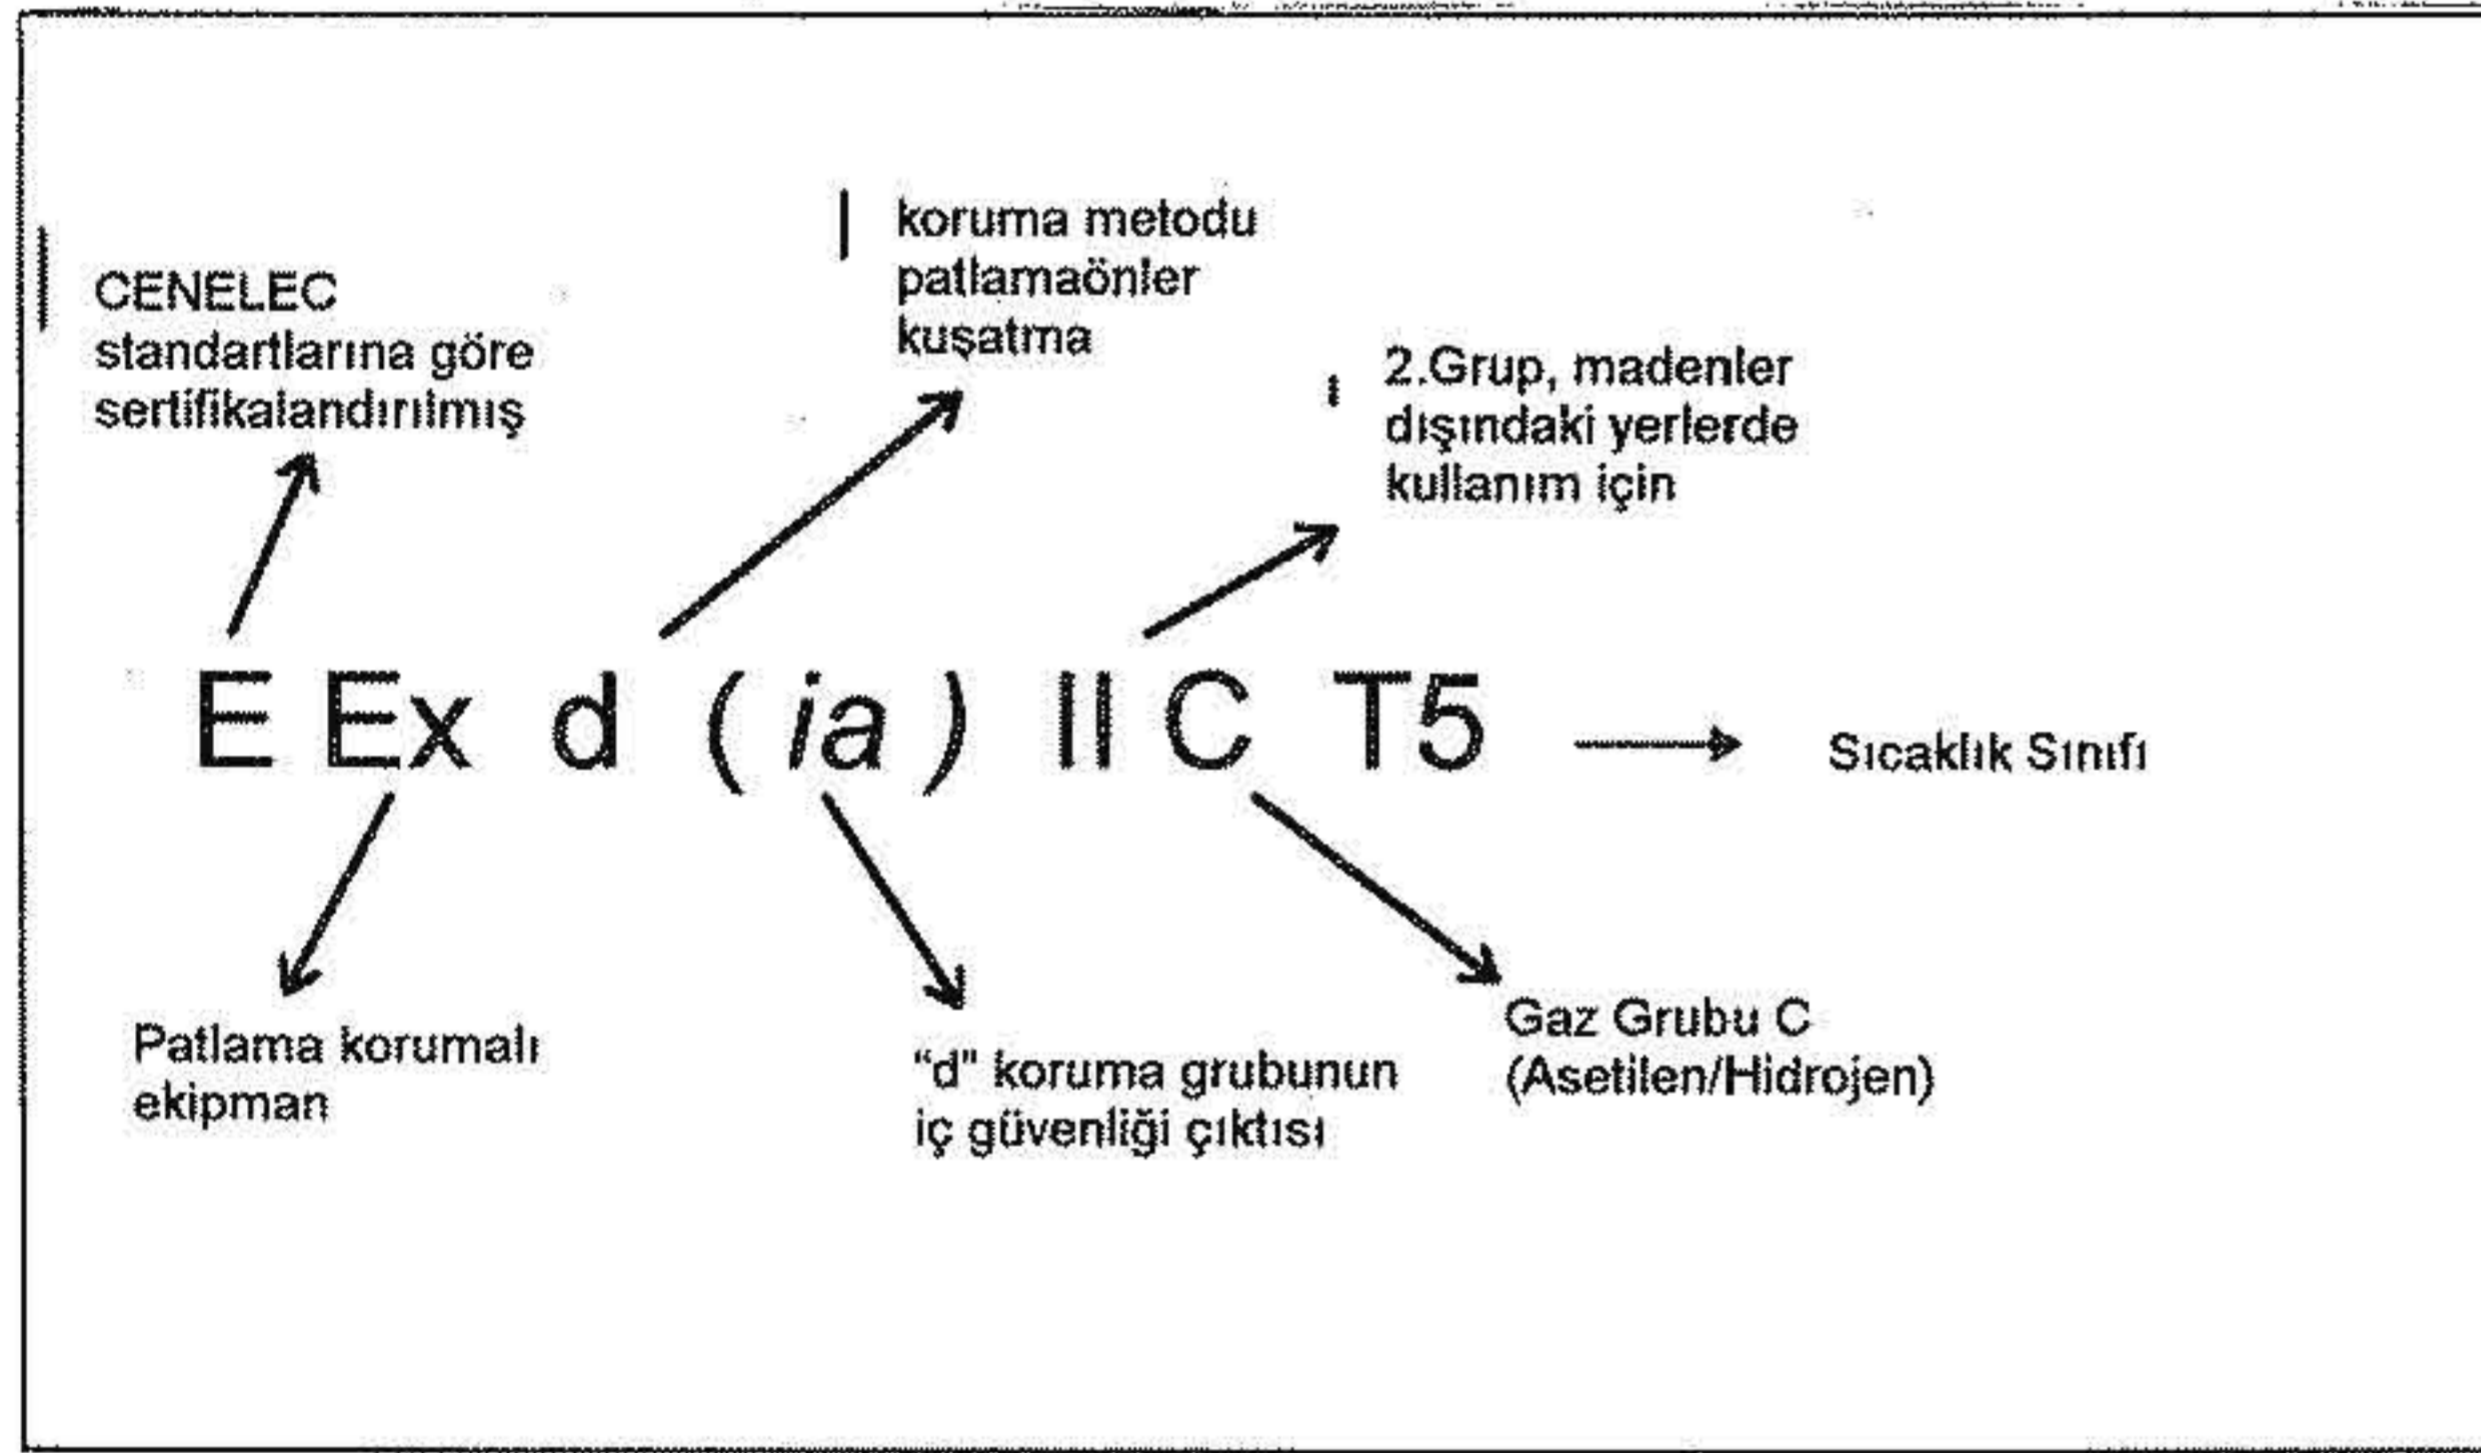 koruma metodu
patlamaönler
kuşatma
CENELEC
standartlarına göre
sertifikalandırılmış
2.Grup, madenler
dışındaki yerlerde
kullanım için
E Ex d ( ia ) II C T5
Sıcaklık Sınıfı
Patlama korumalı
ekipman
"d" koruma grubunun
iç güvenliği çıktısı
Gaz Grubu C
(Asetilen/Hidrojen)